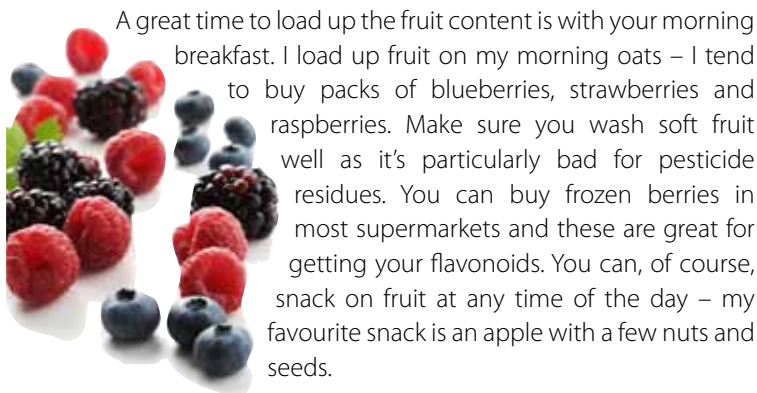 A great time to load up the fruit content is with your morning
breakfast. I load up fruit on my morning oats – I tend
to buy packs of blueberries, strawberries and
raspberries. Make sure you wash soft fruit
well as it’s particularly bad for pesticide
residues. You can buy frozen berries in
most supermarkets and these are great for
getting your flavonoids. You can, of course,
snack on fruit at any time of the day – my
favourite snack is an apple with a few nuts and
seeds.